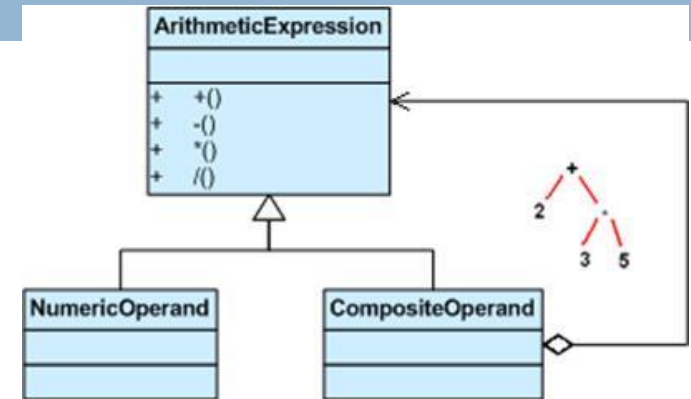 ArithmeticExpression
+ +()
+ -()
+ *()
+ /()
+
2
3 5
NumericOperand
CompositeOperand